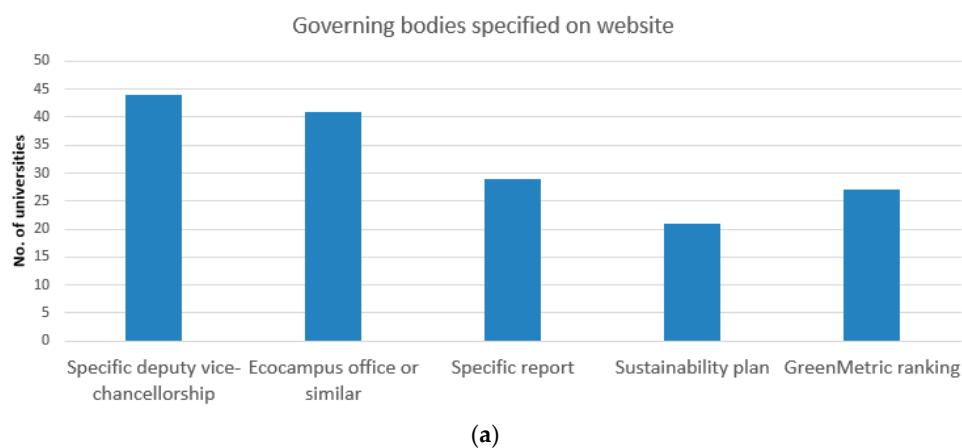 Governing bodies specified on website
No. of universities
50
45
40
35
30
25
20
15
10
5
0
Specific deputy vice-
chancellorship
Ecocampus office or
similar
Specific report
Sustainability plan
GreenMetric ranking
(a)